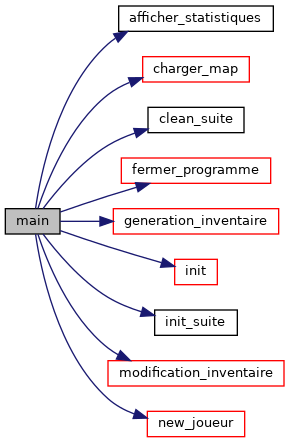 afficher_statistiques
charger_map
clean_suite
fermer_programme
main
generation_inventaire
init
init_suite
modification_inventaire
new_joueur